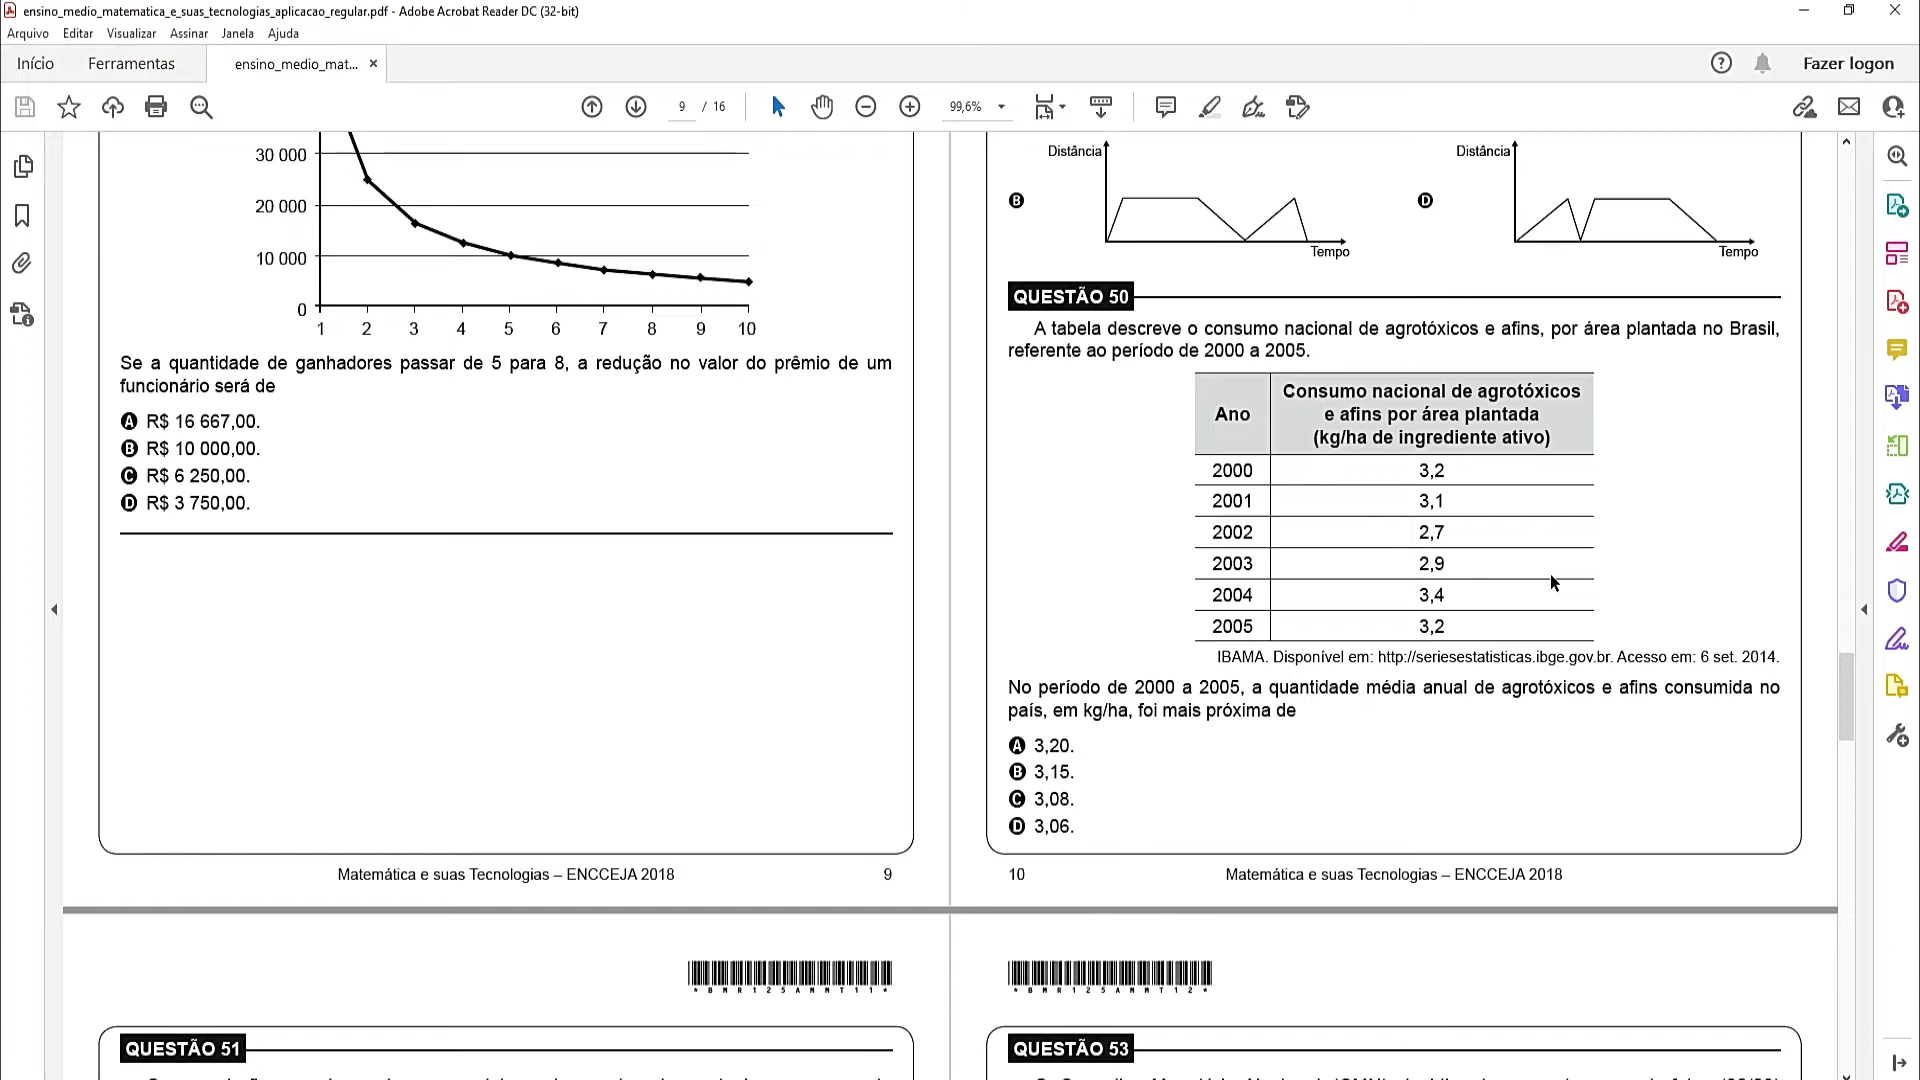 ensino_medio_matematica_e_suas_tecnologias_aplicacao_regular.pdf - Adobe Acrobat Reader DC (32-bit)
Arquivo Editar Visualizar Assinar Janela Ajuda
Início Ferramentas ensino_medio_mat... × Fazer logon
9 / 16 99,6%
30 000
20 000
10 000
0
1 2 3 4 5 6 7 8 9 10
Se a quantidade de ganhadores passar de 5 para 8, a redução no valor do prêmio de um
funcionário será de
A R$ 16 667,00.
B R$ 10 000,00.
C R$ 6 250,00.
D R$ 3 750,00.
Matemática e suas Tecnologias – ENCCEJA 2018 9
Distância Distância
B D
Tempo Tempo
QUESTÃO 50
A tabela descreve o consumo nacional de agrotóxicos e afins, por área plantada no Brasil,
referente ao período de 2000 a 2005.
Ano
Consumo nacional de agrotóxicos
e afins por área plantada
(kg/ha de ingrediente ativo)
2000 3,2
2001 3,1
2002 2,7
2003 2,9
2004 3,4
2005 3,2
IBAMA. Disponível em: http://seriesestatisticas.ibge.gov.br. Acesso em: 6 set. 2014.
No período de 2000 a 2005, a quantidade média anual de agrotóxicos e afins consumida no
país, em kg/ha, foi mais próxima de
A 3,20.
B 3,15.
C 3,08.
D 3,06.
10 Matemática e suas Tecnologias – ENCCEJA 2018
*BMR125AMMT11*
*BMR125AMMT12*
QUESTÃO 51
QUESTÃO 53